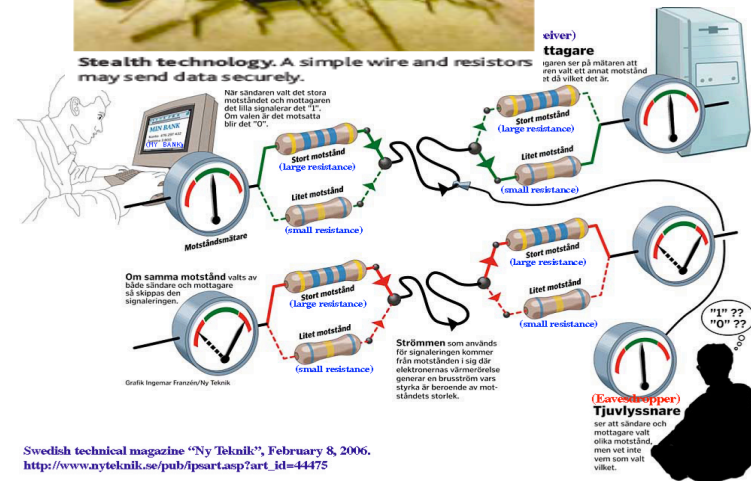 Stealth technology. A simple wire and resistors
may send data securely.
eiver)
ttagare
garen ser på mätaren att
ren valt ett annat motstånd
et då vilket det är.
När sändaren valt det stora
motståndet och mottagaren
det lilla signalerar det "1".
Om valen är det motsatta
blir det "0".
MIN BANK
(MY BANK)
Stort motstånd
(large resistance)
Litet motstånd
(small resistance)
Motståndsmätare
Stort motstånd
(large resistance)
Litet motstånd
(small resistance)
Om samma motstånd valts av
både sändare och mottagare
så skippas den
signaleringen.
Stort motstånd
(large resistance)
Litet motstånd
(small resistance)
Stort motstånd
(large resistance)
Litet motstånd
(small resistance)
Strömmen som används
för signaleringen kommer
från motstånden i sig där
elektronernas värmerörelse
generar en brusström vars
styrka är beroende av mot-
ståndets storlek.
Grafik Ingemar Franzén/Ny Teknik
"1" ??
"0" ??
(Eavesdropper)
Tjuvlyssnare
ser att sändare och
mottagare valt
olika motstånd,
men vet inte
vem som valt
vilket.
Swedish technical magazine “Ny Teknik”, February 8, 2006.
http://www.nyteknik.se/pub/ipsart.asp?art_id=44475